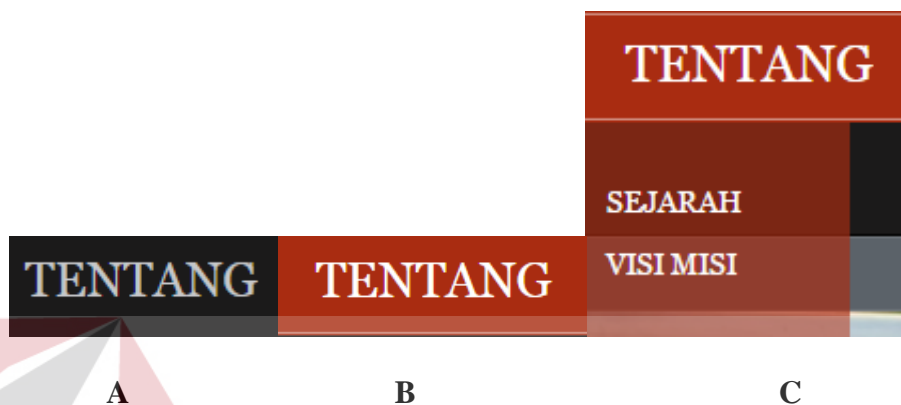 TENTANG
SEJARAH
VISI MISI
TENTANG TENTANG
A B C